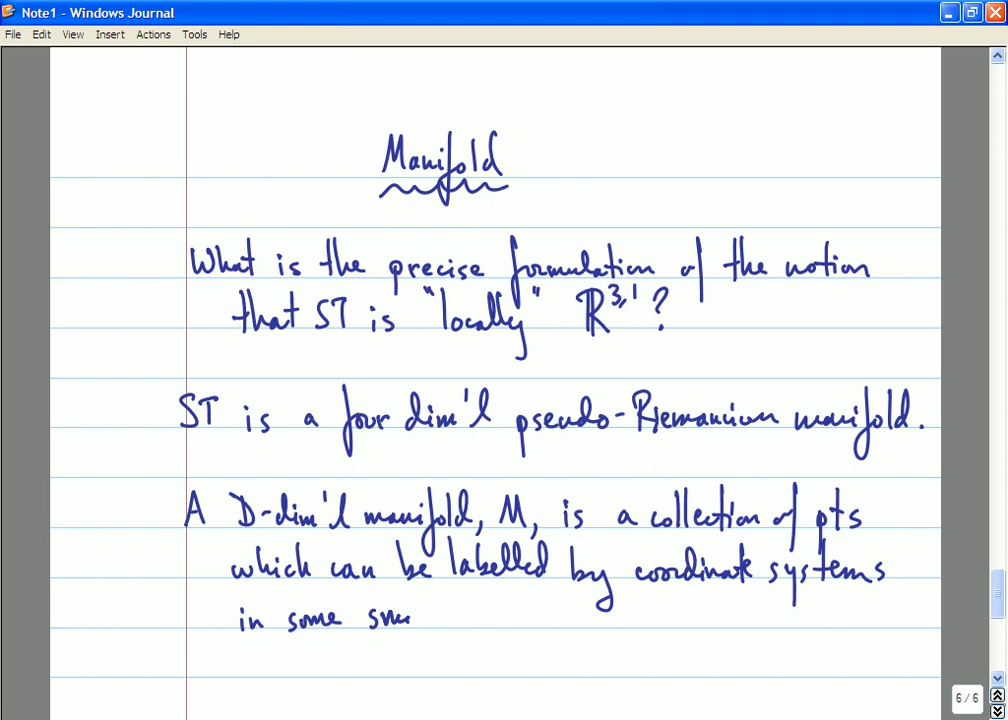 Note1 - Windows Journal
File Edit View Insert Actions Tools Help
Manifold
What is the precise formulation of the notion
that ST is "locally" ℝ³,¹ ?
ST is a four dim'l pseudo-Riemannian manifold.
A D-dim'l manifold, M, is a collection of pts
which can be labelled by coordinate systems
in some
6/6